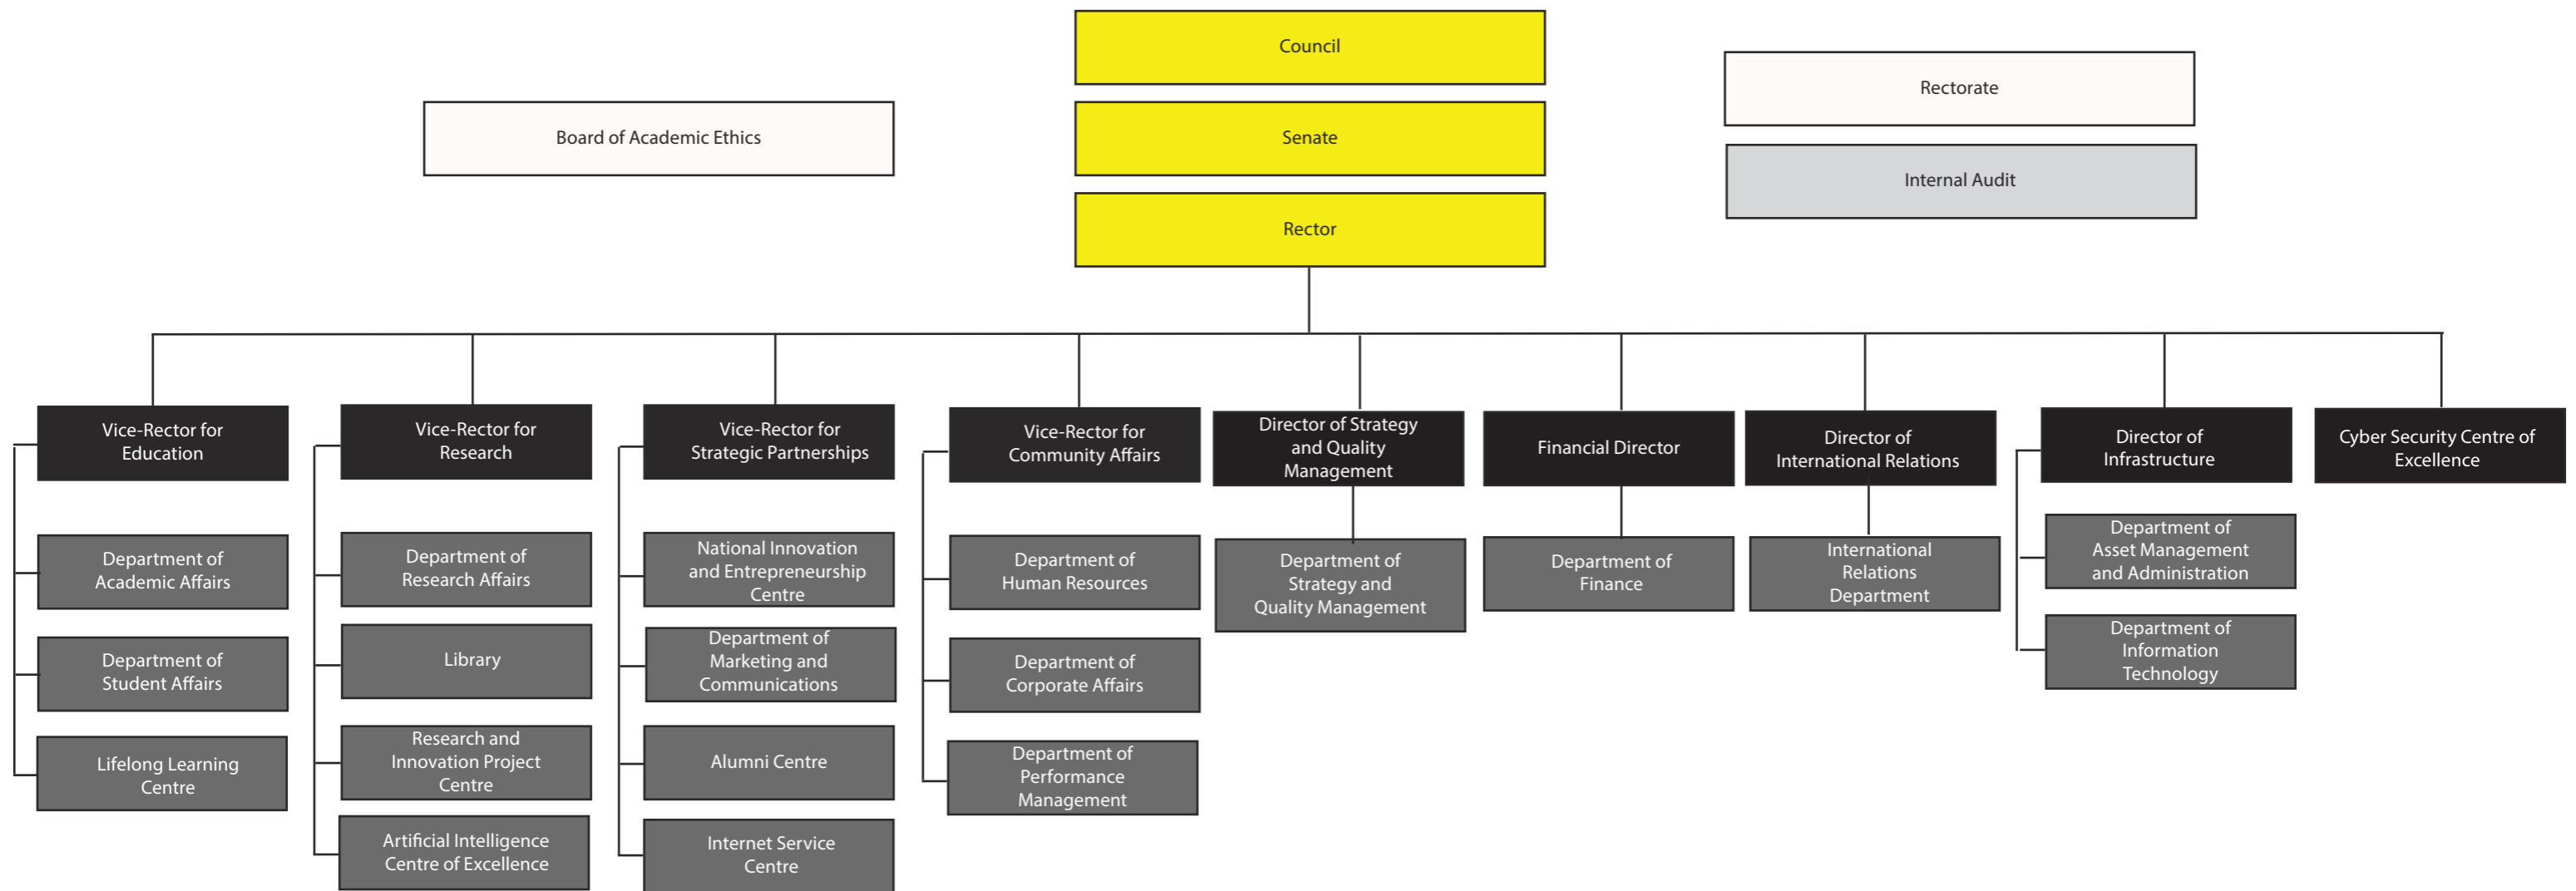 Council
Rectorate
Board of Academic Ethics
Senate
Internal Audit
Rector
Vice-Rector for
Education
Department of
Academic Affairs
Department of
Student Affairs
Lifelong Learning
Centre
Vice-Rector for
Research
Department of
Research Affairs
Library
Research and
Innovation Project
Centre
Artificial Intelligence
Centre of Excellence
Vice-Rector for
Strategic Partnerships
National Innovation
and Entrepreneurship
Centre
Department of
Marketing and
Communications
Alumni Centre
Internet Service
Centre
Vice-Rector for
Community Affairs
Department of
Human Resources
Department of
Corporate Affairs
Department of
Performance
Management
Director of Strategy
and Quality
Management
Department of
Strategy and
Quality Management
Financial Director
Department of
Finance
Director of
International Relations
International
Relations
Department
Director of
Infrastructure
Department of
Asset Management
and Administration
Department of
Information
Technology
Cyber Security Centre of
Excellence